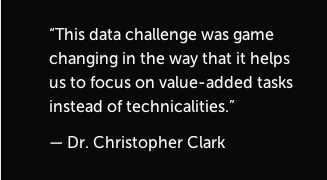 “This data challenge was game
changing in the way that it helps
us to focus on value-added tasks
instead of technicalities.”
— Dr. Christopher Clark